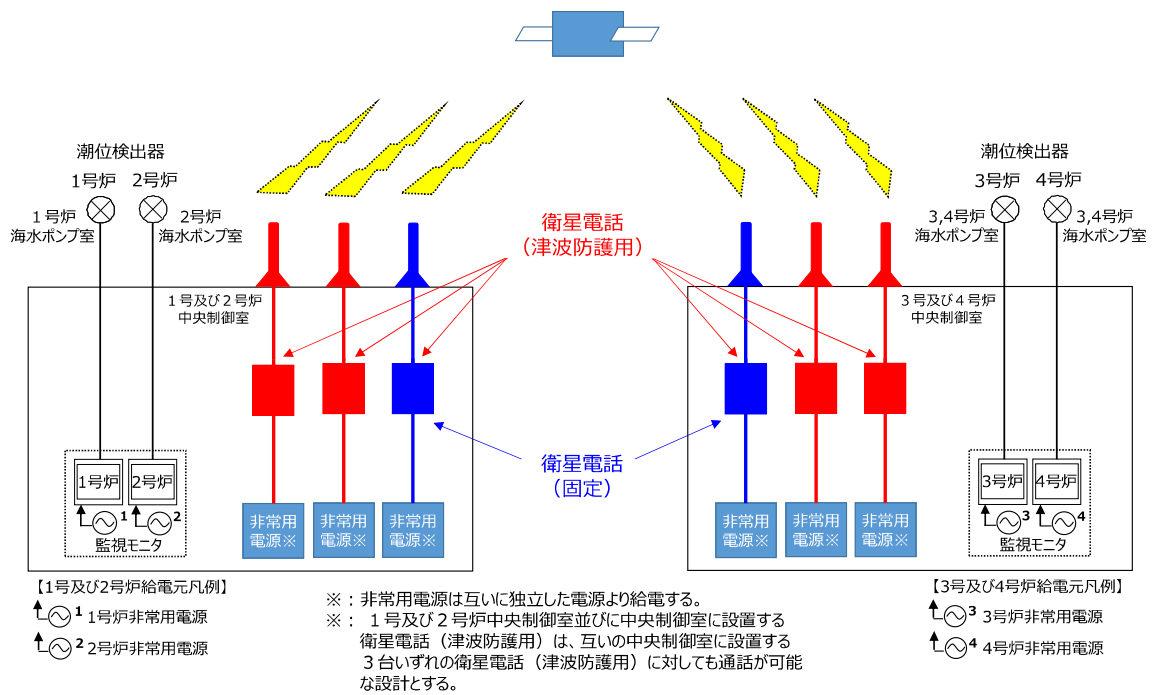 潮位検出器
1号炉 2号炉
1号炉
海水ポンプ室
2号炉
海水ポンプ室
1号及び2号炉
中央制御室
衛星電話
（津波防護用）
潮位検出器
3号炉 4号炉
3,4号炉
海水ポンプ室
3,4号炉
海水ポンプ室
3号及び4号炉
中央制御室
衛星電話
（固定）
1号炉 2号炉
1 2
監視モニタ
非常用
電源※
非常用
電源※
非常用
電源※
非常用
電源※
非常用
電源※
非常用
電源※
3号炉 4号炉
3 4
監視モニタ
【1号及び2号炉給電元凡例】
1 1号炉非常用電源
2 2号炉非常用電源
※：非常用電源は互いに独立した電源より給電する。
※： 1号及び2号炉中央制御室並びに中央制御室に設置する
衛星電話（津波防護用）は、互いの中央制御室に設置する
3台いずれの衛星電話（津波防護用）に対しても通話が可能
な設計とする。
【3号及び4号炉給電元凡例】
3 3号炉非常用電源
4 4号炉非常用電源